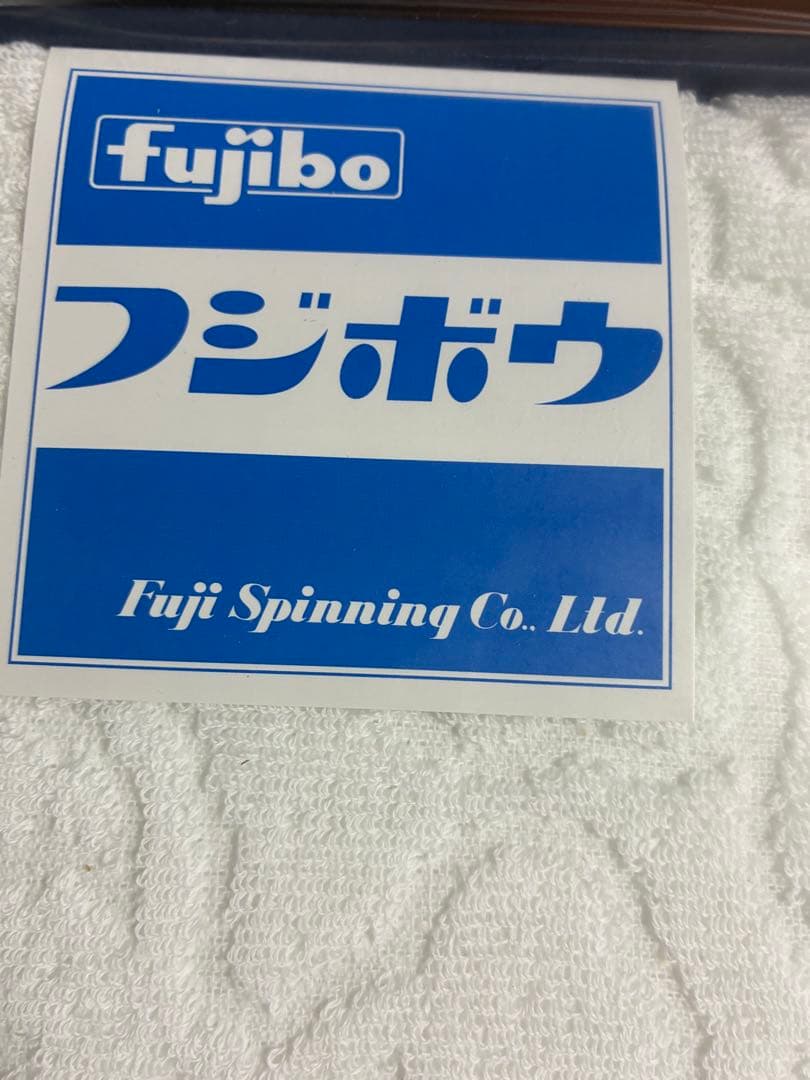 fujibo
フジボウ
Fuji Spinning Co., Ltd.